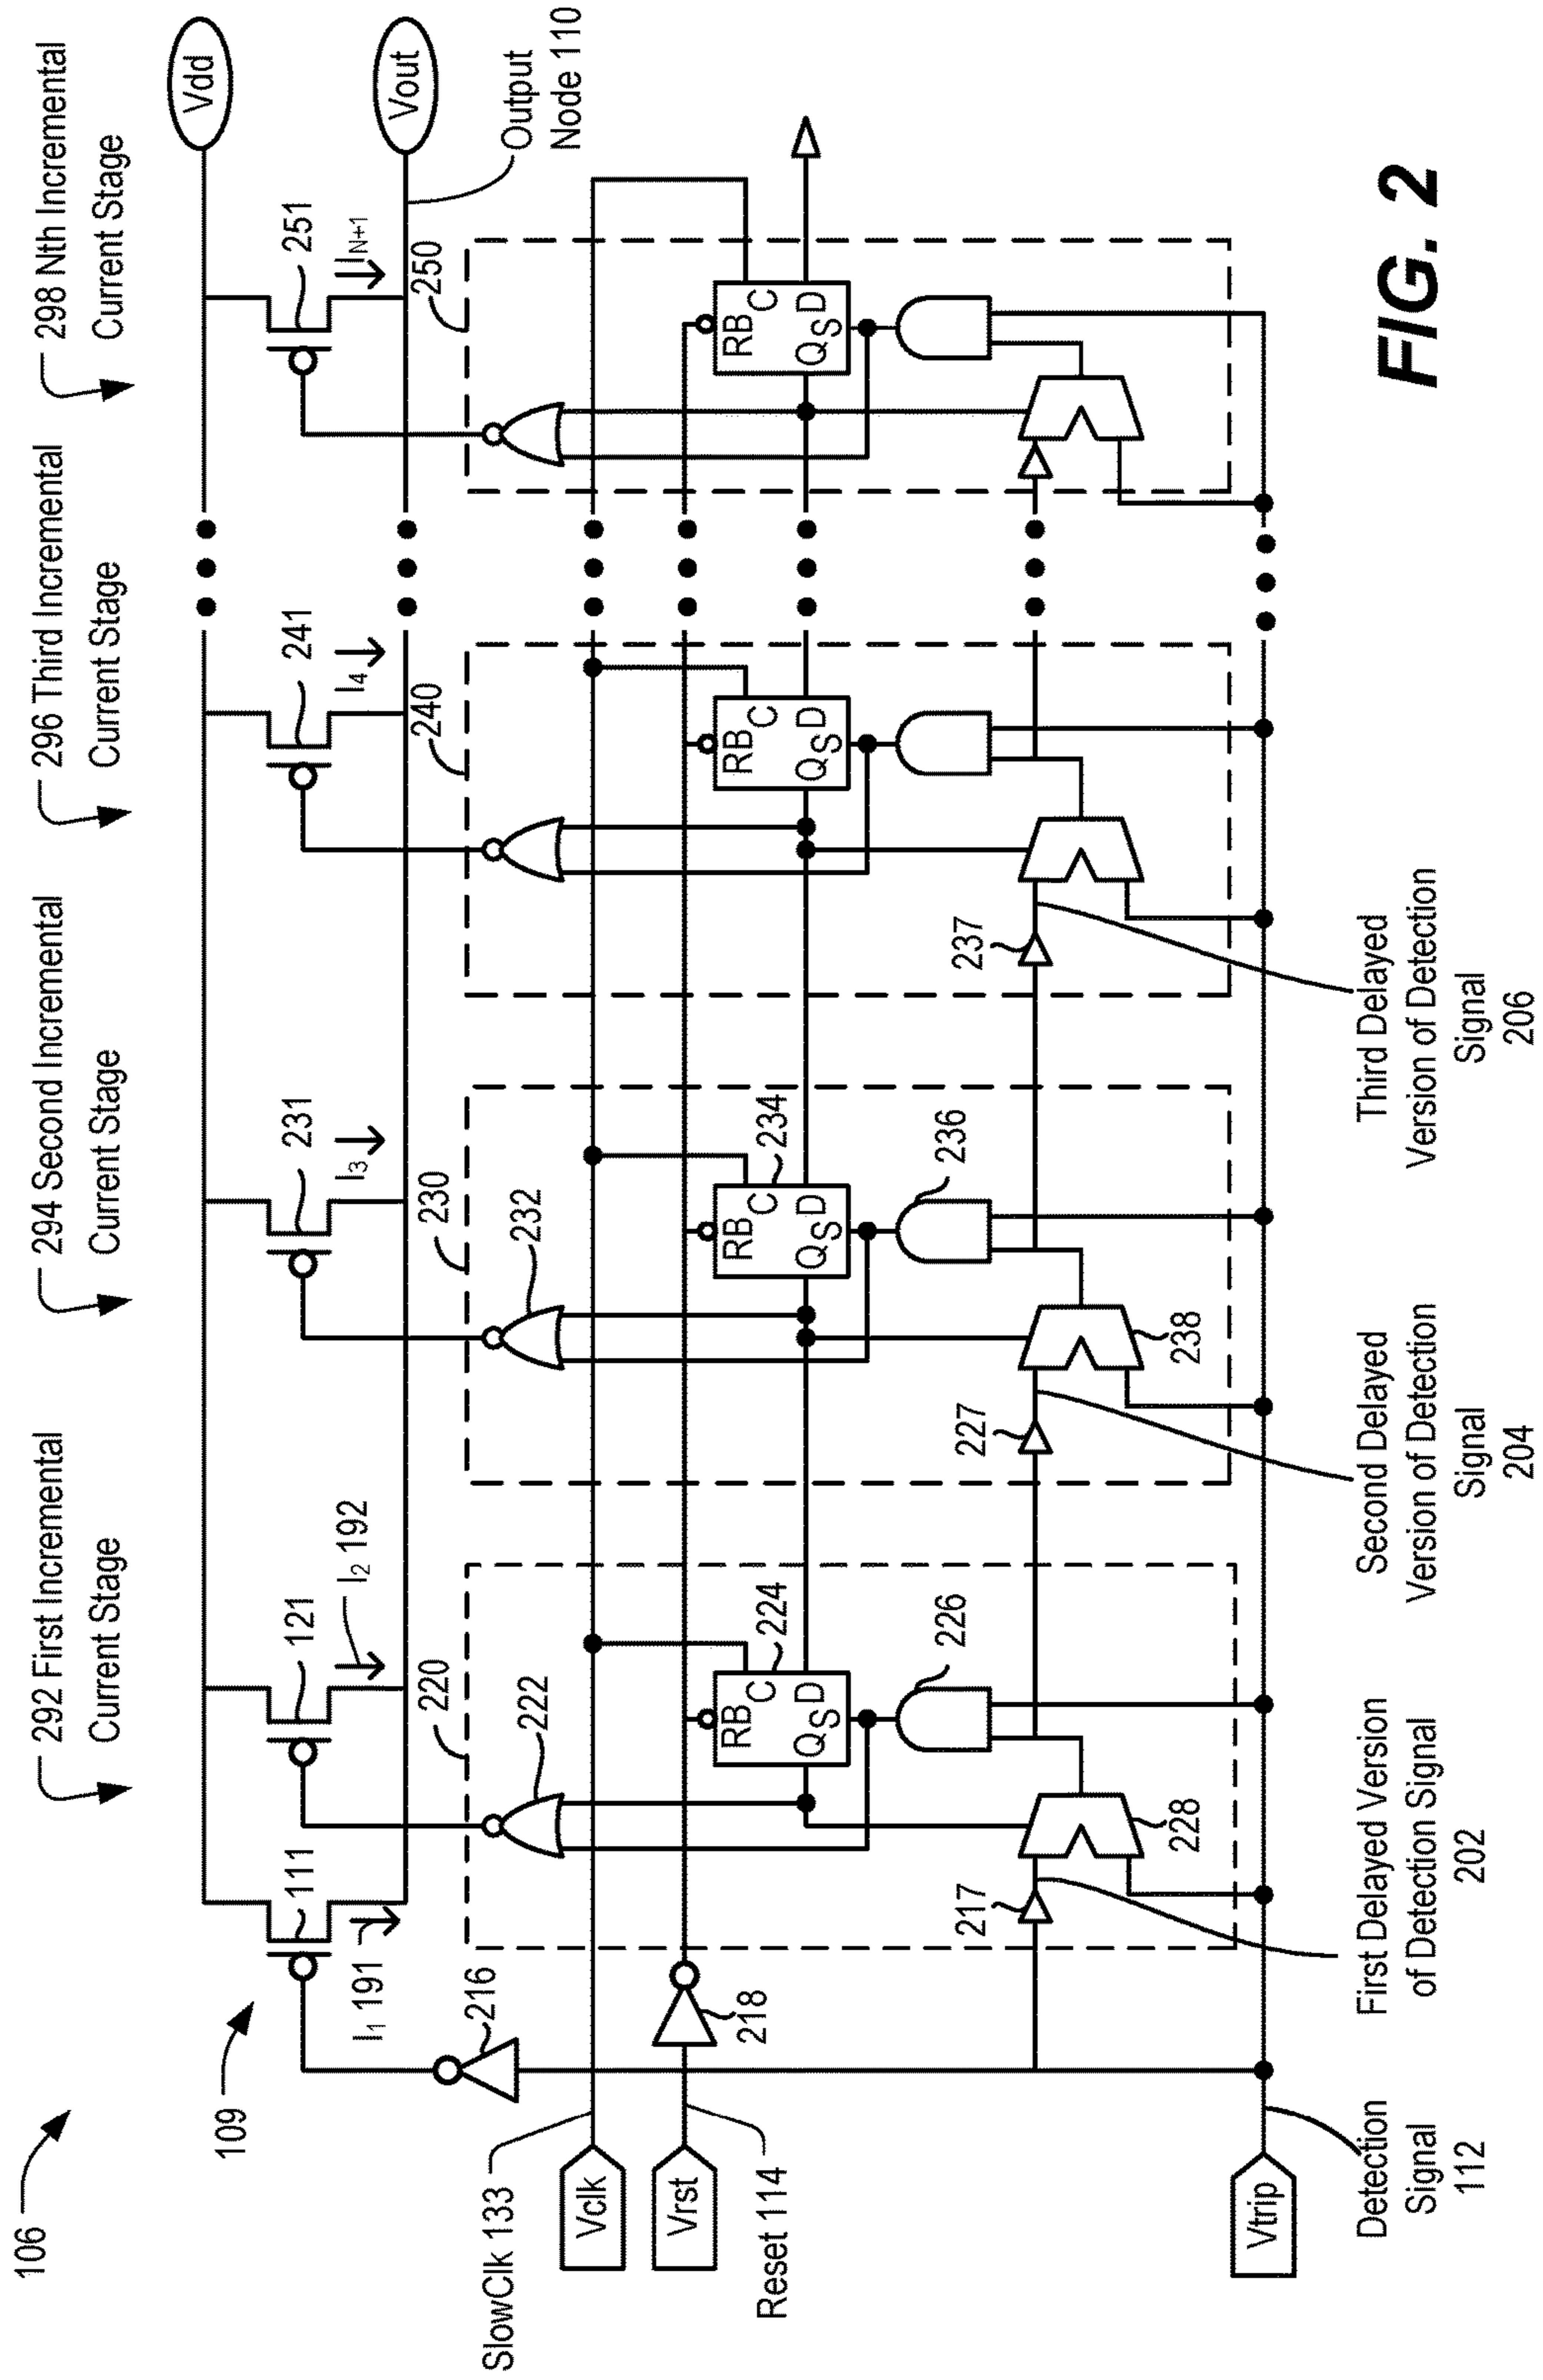 106
109
292 First Incremental
Current Stage
294 Second Incremental
Current Stage
296 Third Incremental
Current Stage
298 Nth Incremental
Current Stage
Vdd
Vout
Output
Node 110
111
I1 191
121
I2 192
231
I3
241
I4
251
IN+1
216
220
222
230
232
240
250
SlowClk 133
Vclk
Vrst
Reset 114
218
RB
C
Q
S
D
224
RB
C
Q
S
D
234
RB
C
Q
S
D
RB
C
Q
S
D
226
236
217
228
227
238
237
Vtrip
Detection
Signal
112
First Delayed Version
of Detection Signal
202
Second Delayed
Version of Detection
Signal
204
Third Delayed
Version of Detection
Signal
206
FIG. 2